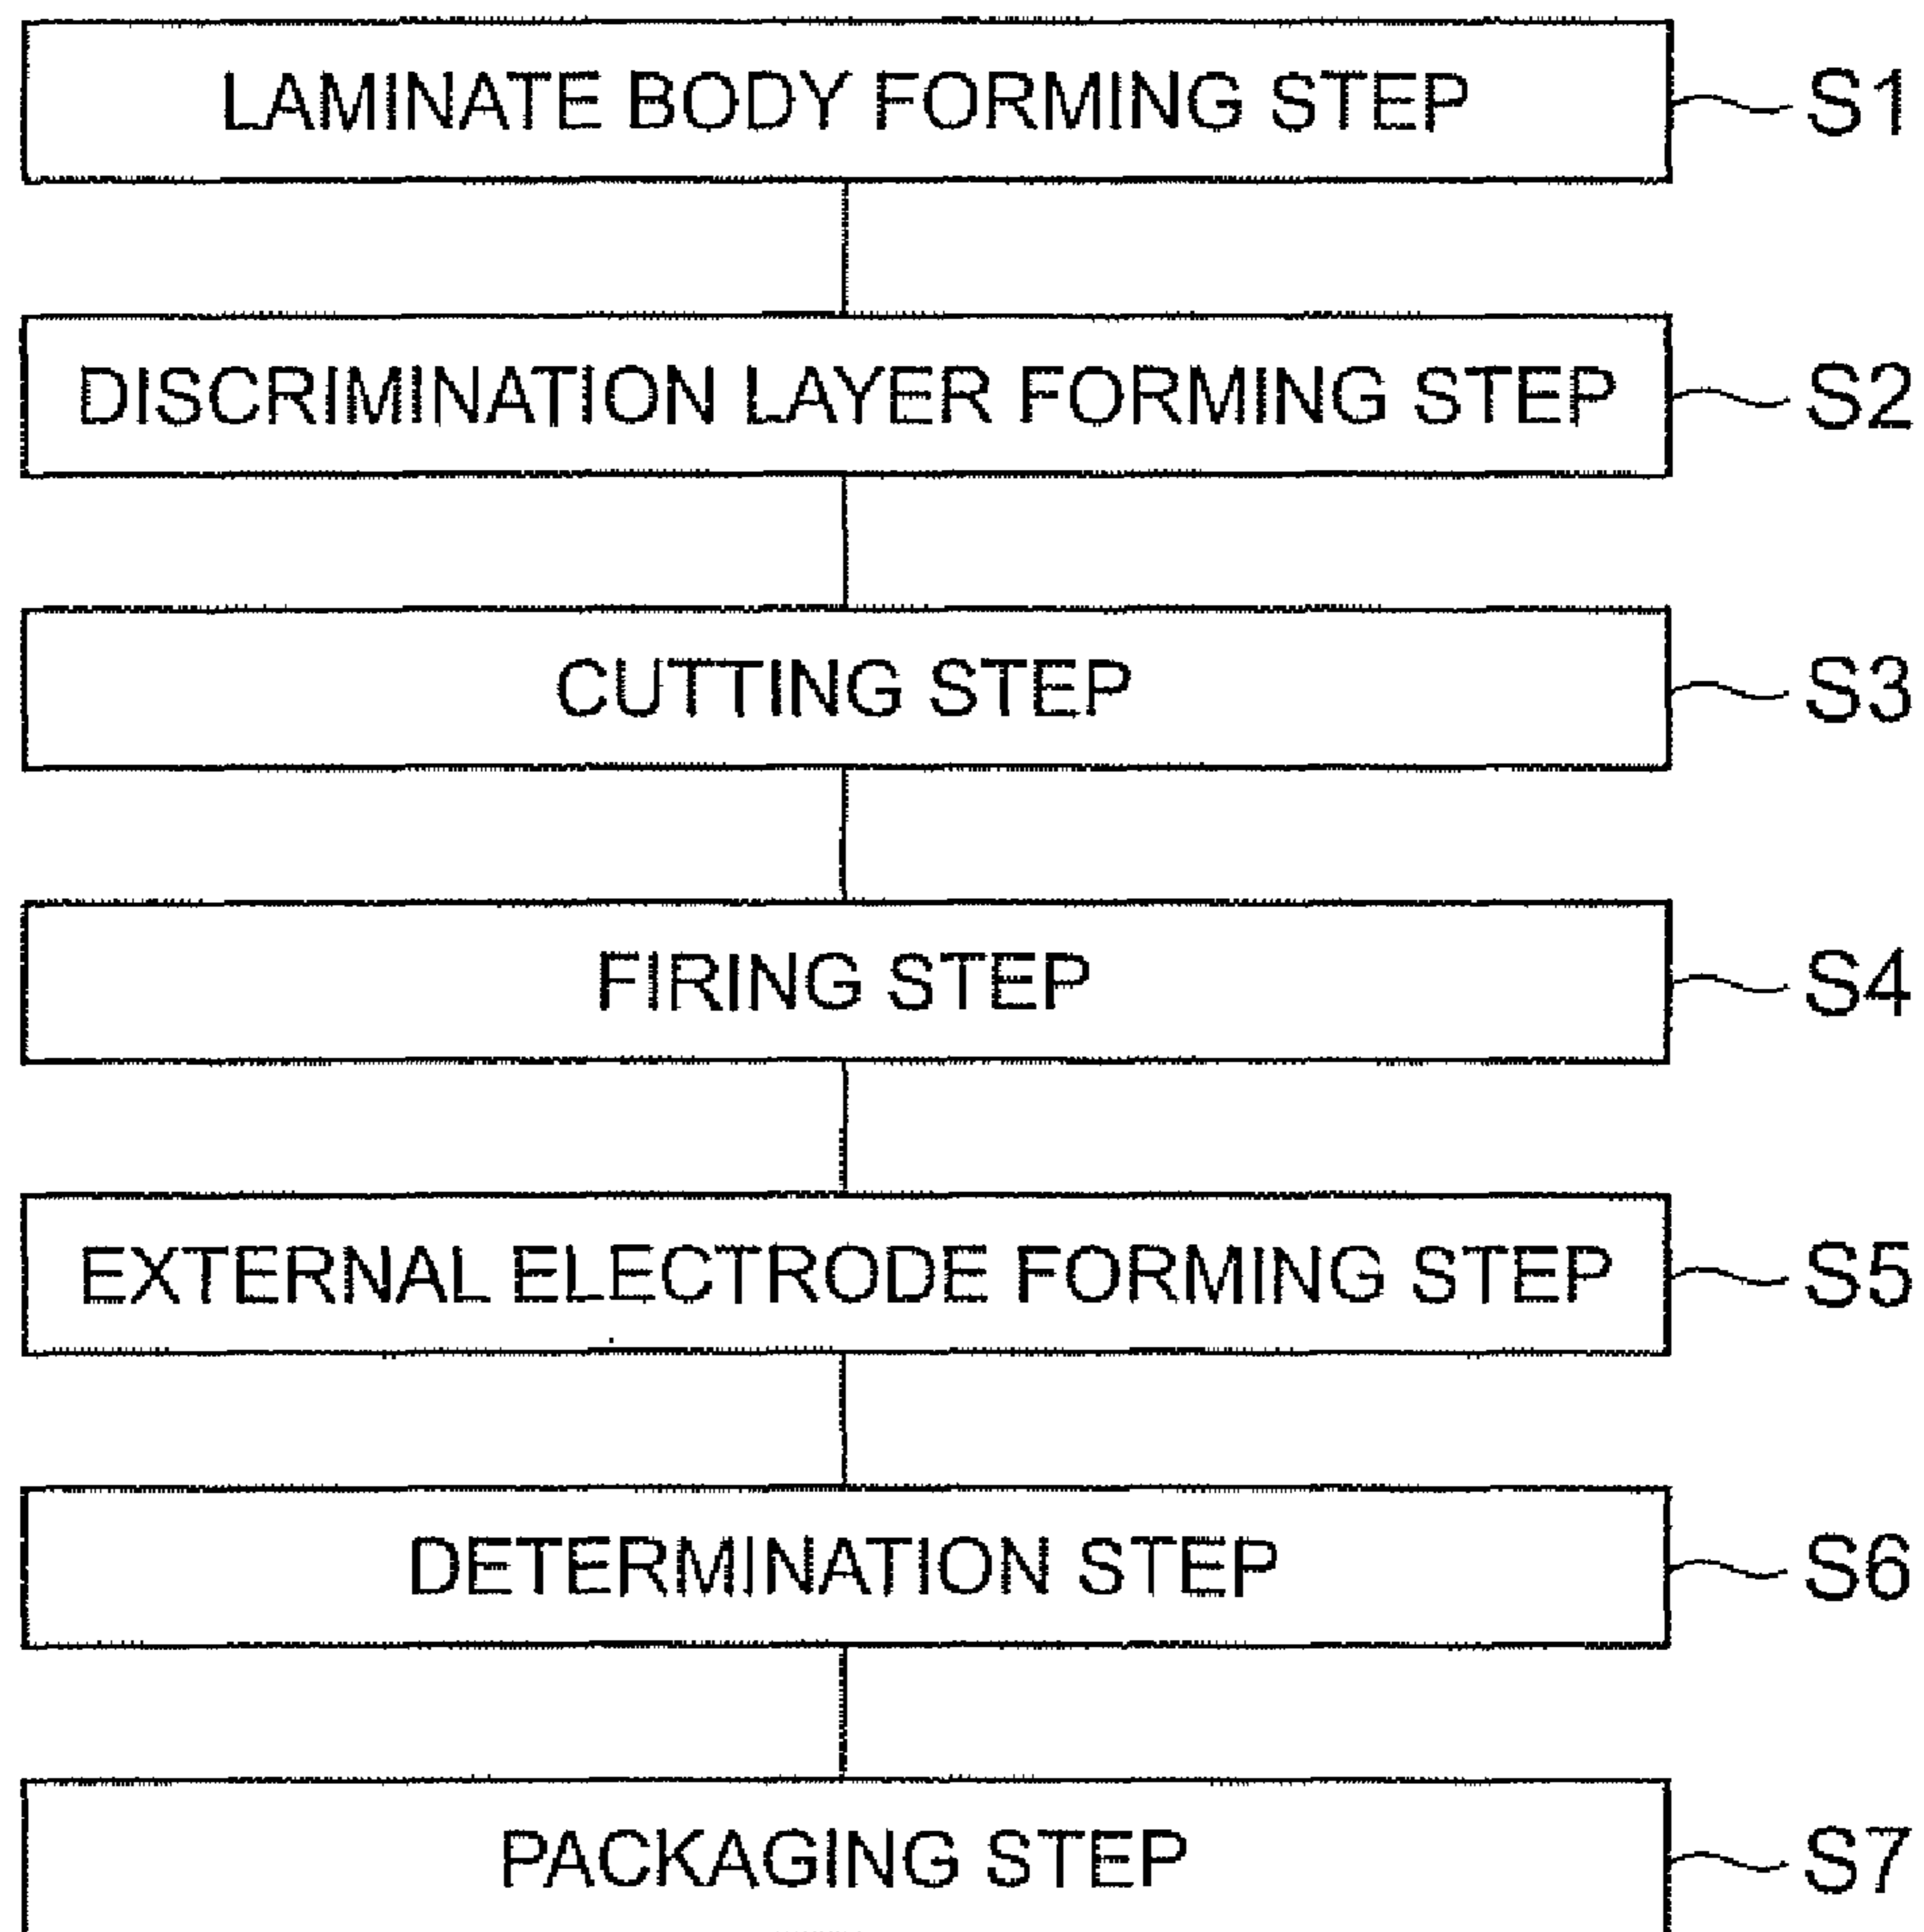 LAMINATE BODY FORMING STEP S1
DISCRIMINATION LAYER FORMING STEP S2
CUTTING STEP S3
FIRING STEP S4
EXTERNAL ELECTRODE FORMING STEP S5
DETERMINATION STEP S6
PACKAGING STEP S7